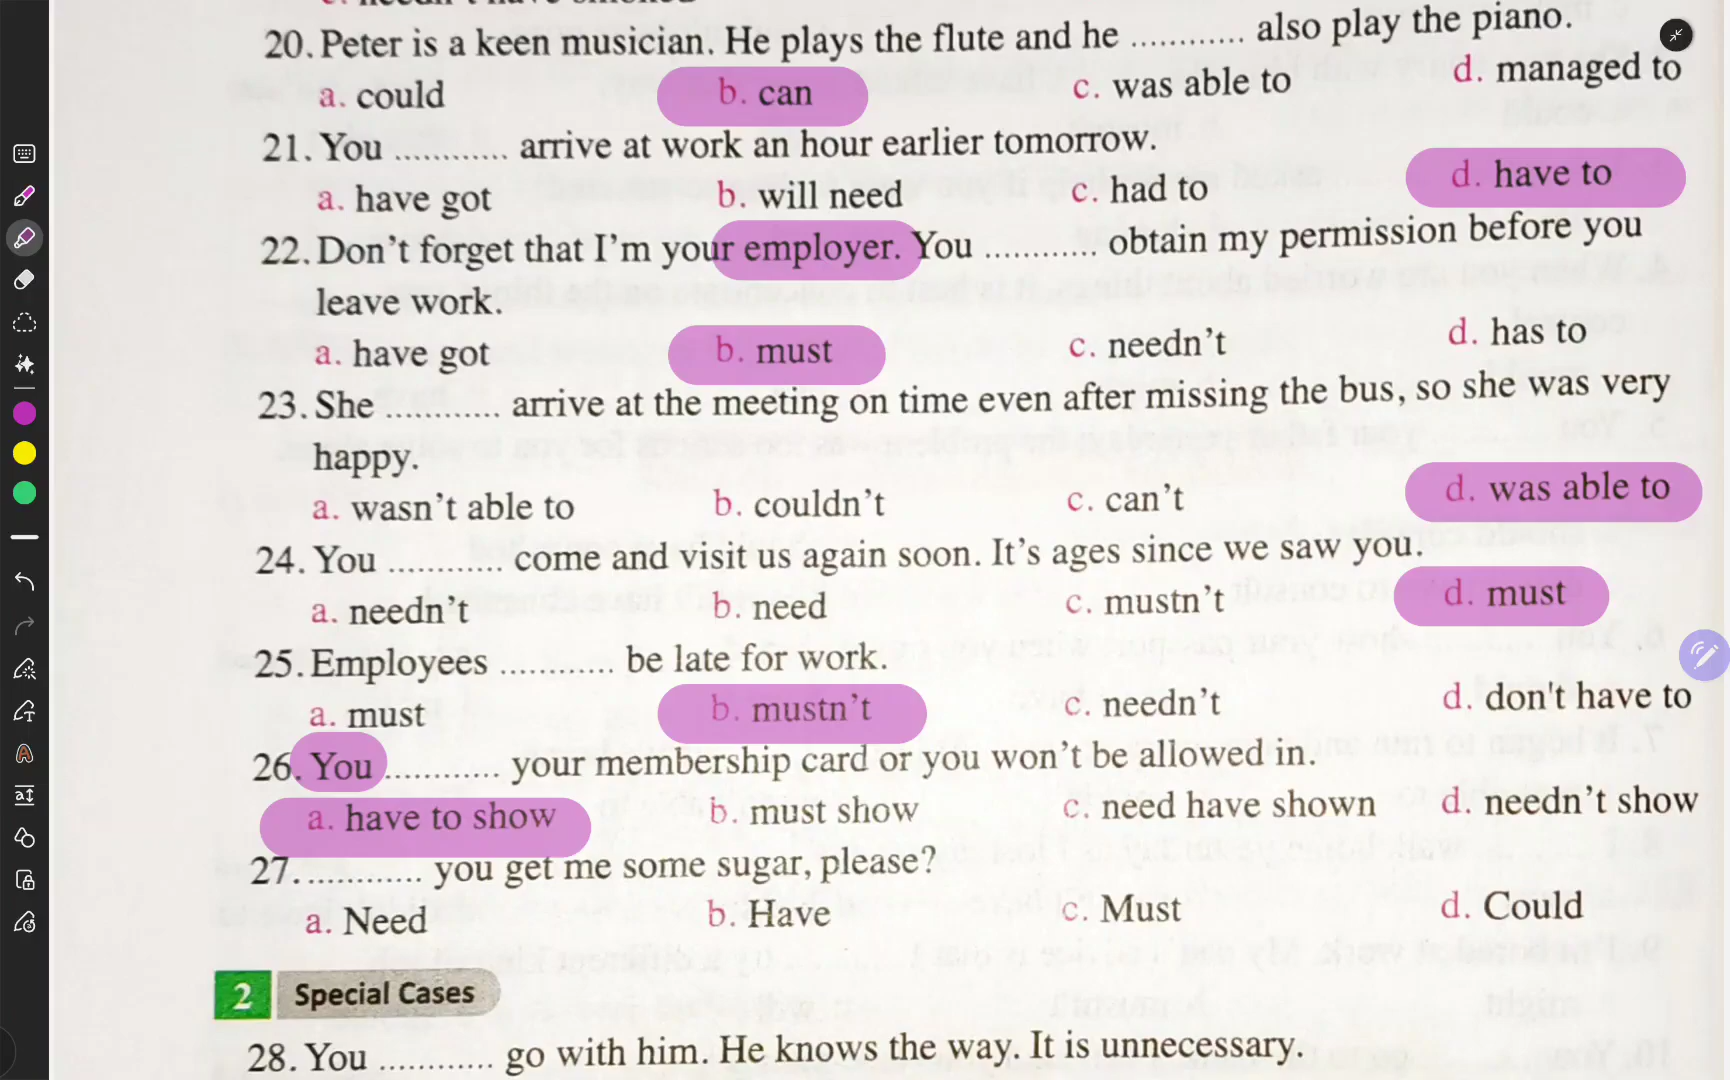 20. Peter is a keen musician. He plays the flute and he ............ also play the piano.
a. could b. can c. was able to d. managed to
21. You ............ arrive at work an hour earlier tomorrow.
a. have got b. will need c. had to d. have to
22. Don't forget that I'm your employer. You ............ obtain my permission before you
leave work.
a. have got b. must c. needn't d. has to
23. She ............ arrive at the meeting on time even after missing the bus, so she was very
happy.
a. wasn't able to b. couldn't c. can't d. was able to
24. You ............ come and visit us again soon. It's ages since we saw you.
a. needn't b. need c. mustn't d. must
25. Employees ............ be late for work.
a. must b. mustn't c. needn't d. don't have to
26. You ............ your membership card or you won't be allowed in.
a. have to show b. must show c. need have shown d. needn't show
27. ............ you get me some sugar, please?
a. Need b. Have c. Must d. Could
2 Special Cases
28. You ............ go with him. He knows the way. It is unnecessary.